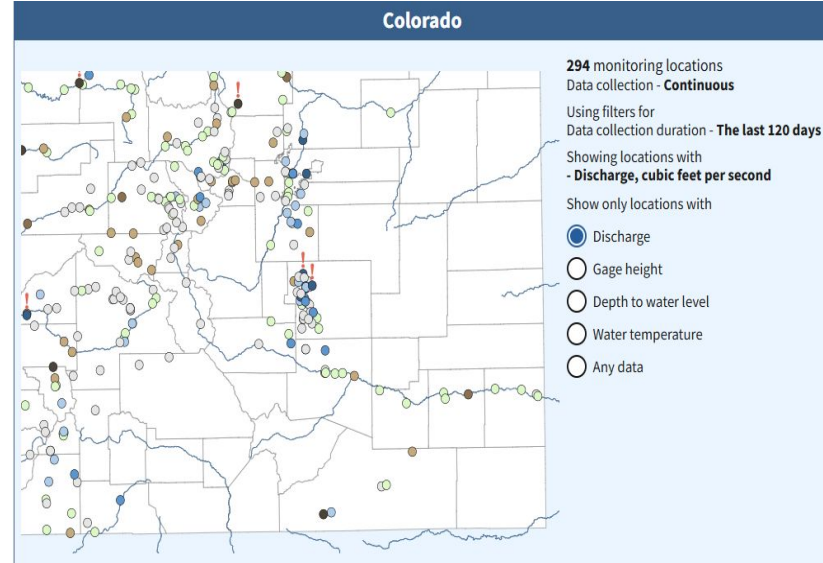 Colorado
294 monitoring locations
Data collection - Continuous
Using filters for
Data collection duration - The last 120 days
Showing locations with
- Discharge, cubic feet per second
Show only locations with
Discharge
Gage height
Depth to water level
Water temperature
Any data